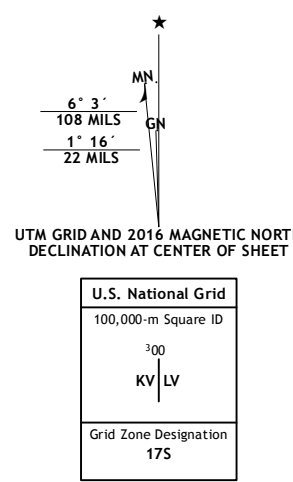 ★
MN.
6° 3´
108 MILS
GN
1° 16´
22 MILS
UTM GRID AND 2016 MAGNETIC NORT
DECLINATION AT CENTER OF SHEET
U.S. National Grid
100,000-m Square ID
³00
KV LV
Grid Zone Designation
17S